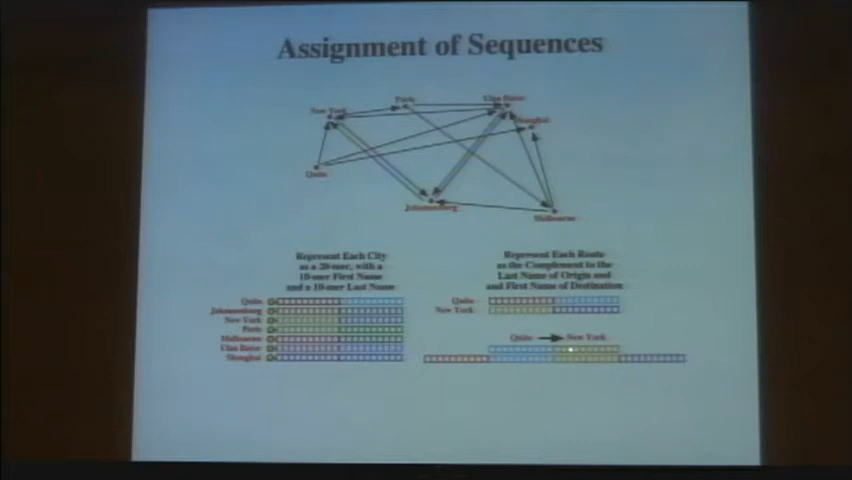 Assignment of Sequences
Paris
Ulan Bator
New York
Shanghai
Quito
Johannesburg
Melbourne
Represent Each City
as a 20-mer, with a
10-mer First Name
and a 10-mer Last Name
Quito
Johannesburg
New York
Paris
Melbourne
Ulan Bator
Shanghai
Represent Each Route
as the Complement to the
Last Name of Origin and
and First Name of Destination
Quito
New York
Quito New York